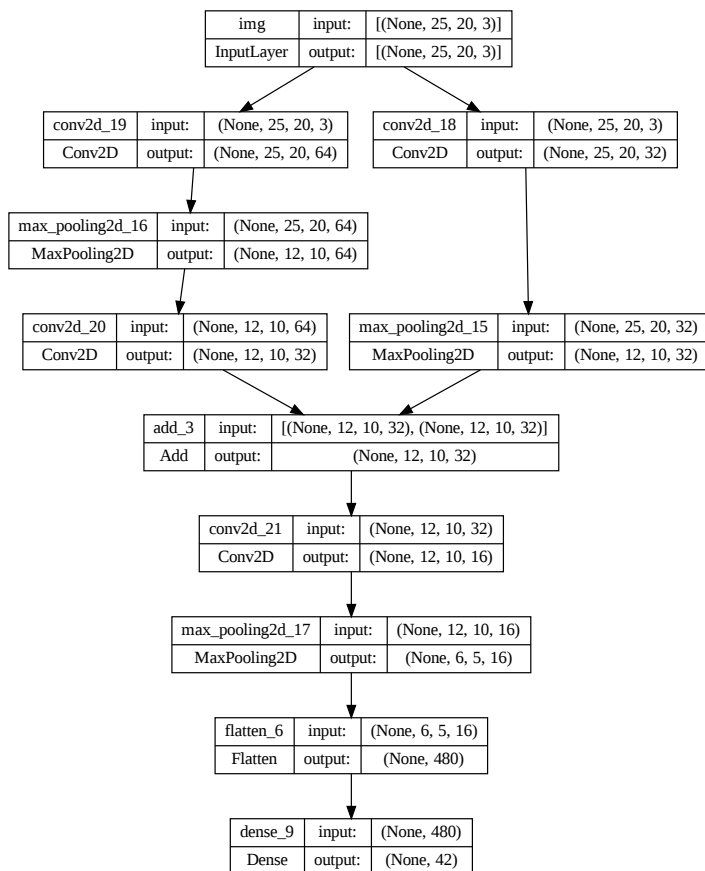 img input: [(None, 25, 20, 3)]
InputLayer output: [(None, 25, 20, 3)]
conv2d_19 input: (None, 25, 20, 3)
Conv2D output: (None, 25, 20, 64)
conv2d_18 input: (None, 25, 20, 3)
Conv2D output: (None, 25, 20, 32)
max_pooling2d_16 input: (None, 25, 20, 64)
MaxPooling2D output: (None, 12, 10, 64)
conv2d_20 input: (None, 12, 10, 64)
Conv2D output: (None, 12, 10, 32)
max_pooling2d_15 input: (None, 25, 20, 32)
MaxPooling2D output: (None, 12, 10, 32)
add_3 input: [(None, 12, 10, 32), (None, 12, 10, 32)]
Add output: (None, 12, 10, 32)
conv2d_21 input: (None, 12, 10, 32)
Conv2D output: (None, 12, 10, 16)
max_pooling2d_17 input: (None, 12, 10, 16)
MaxPooling2D output: (None, 6, 5, 16)
flatten_6 input: (None, 6, 5, 16)
Flatten output: (None, 480)
dense_9 input: (None, 480)
Dense output: (None, 42)